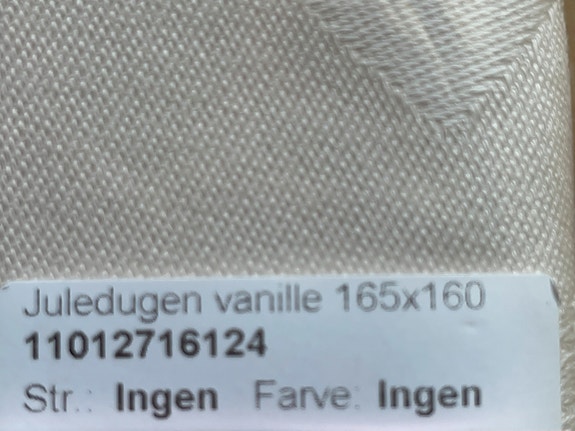 Juledugen vanille 165x160
11012716124
Str.: Ingen Farve: Ingen